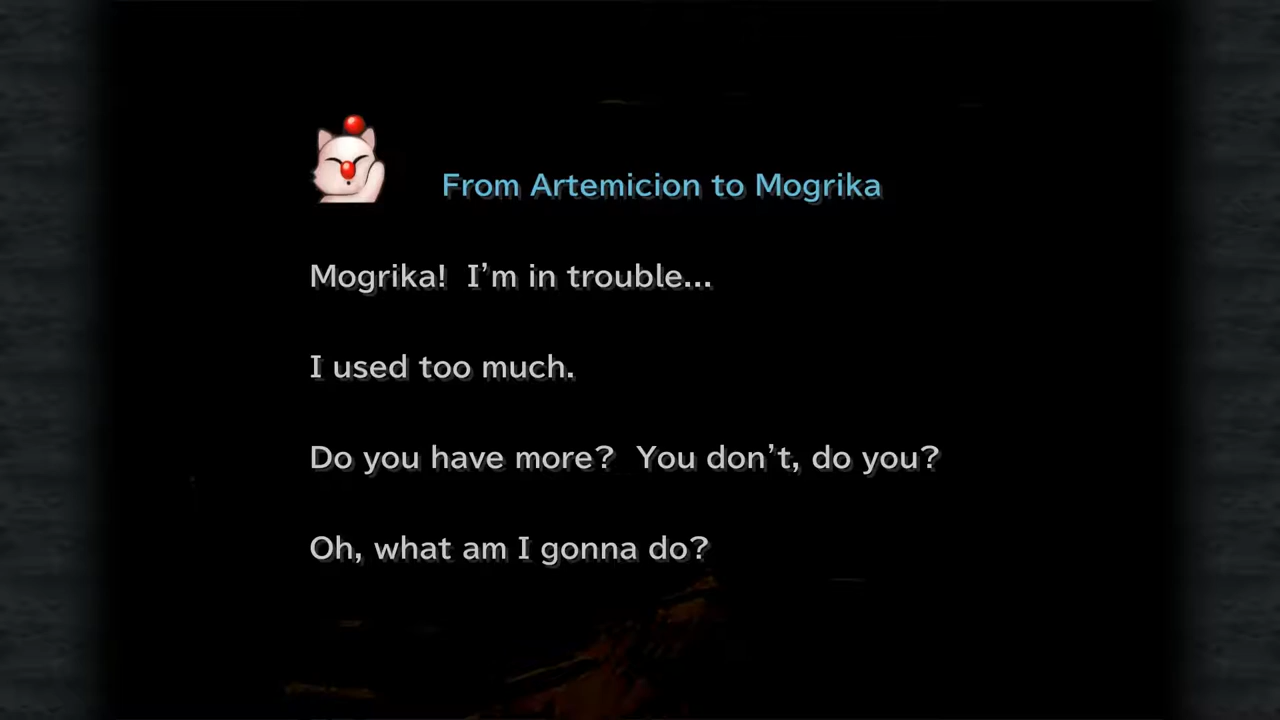 From Artemicion to Mogrika
Mogrika!  I'm in trouble...
I used too much.
Do you have more?  You don't, do you?
Oh, what am I gonna do?